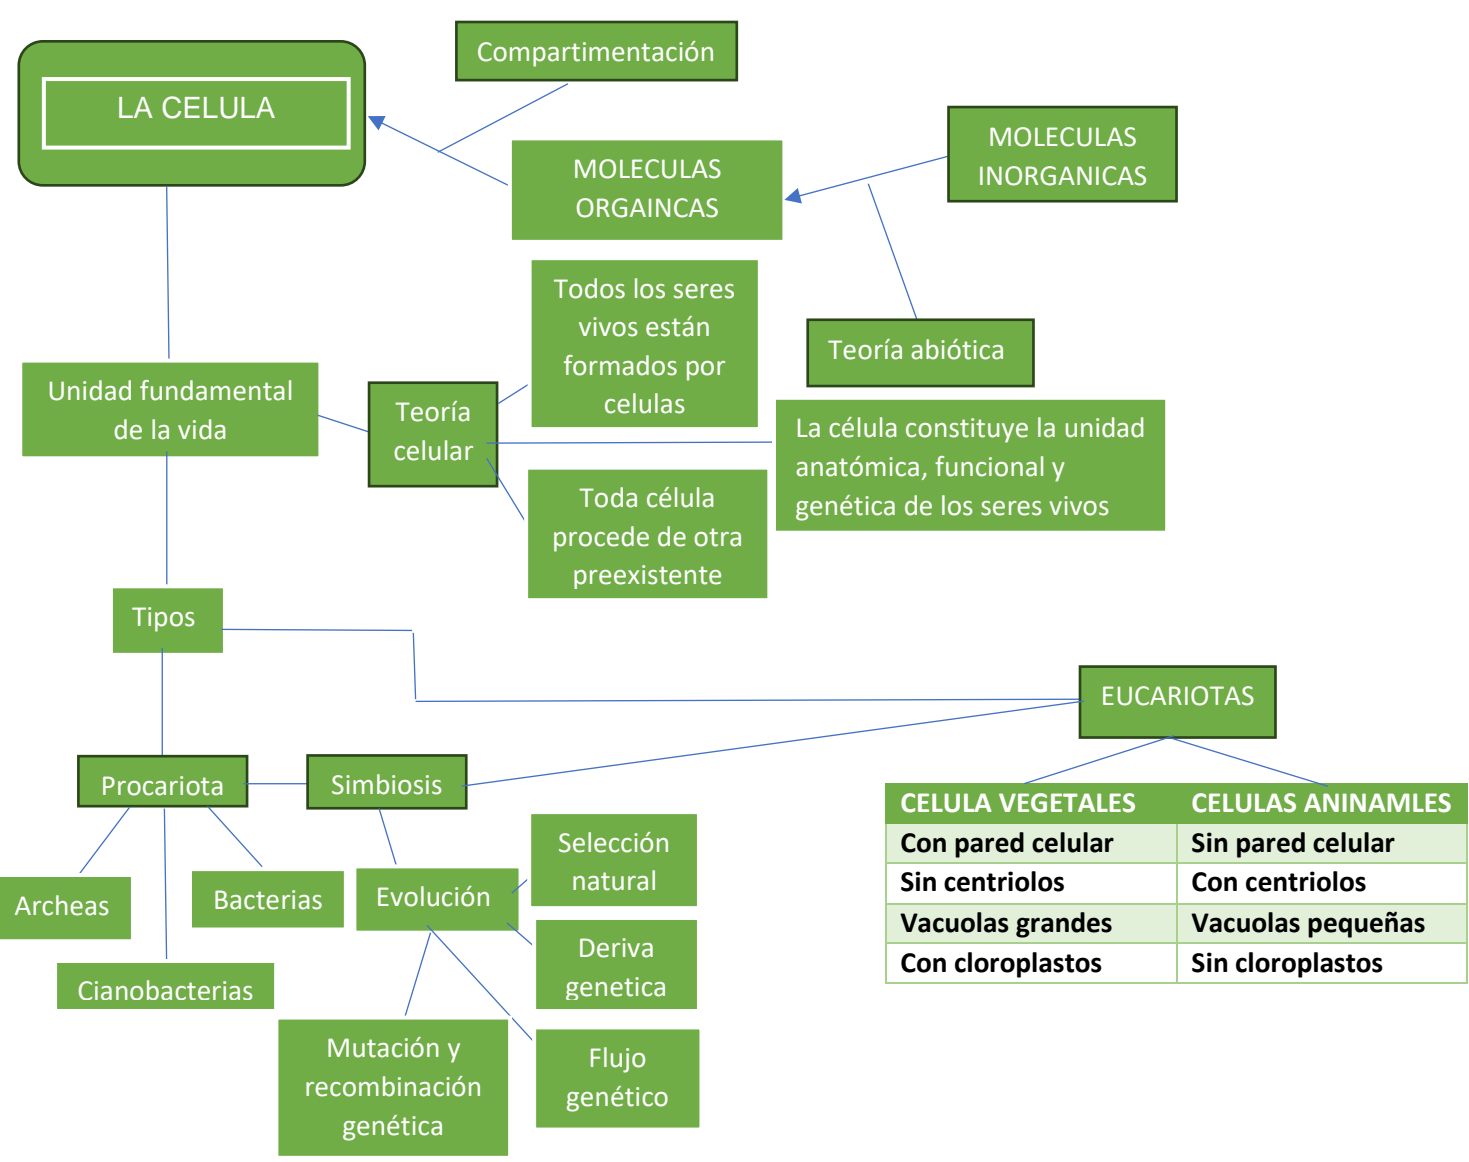 Compartimentación
LA CELULA
MOLECULAS
ORGAINCAS
MOLECULAS
INORGANICAS
Todos los seres
vivos están
formados por
celulas
Teoría abiótica
Unidad fundamental
de la vida
Teoría
celular
La célula constituye la unidad
anatómica, funcional y
genética de los seres vivos
Toda célula
procede de otra
preexistente
Tipos
EUCARIOTAS
Procariota
Simbiosis
CELULA VEGETALES
CELULAS ANINAMLES
Con pared celular
Sin pared celular
Sin centriolos
Con centriolos
Vacuolas grandes
Vacuolas pequeñas
Con cloroplastos
Sin cloroplastos
Archeas
Bacterias
Cianobacterias
Evolución
Selección
natural
Deriva
genetica
Mutación y
recombinación
genética
Flujo
genético